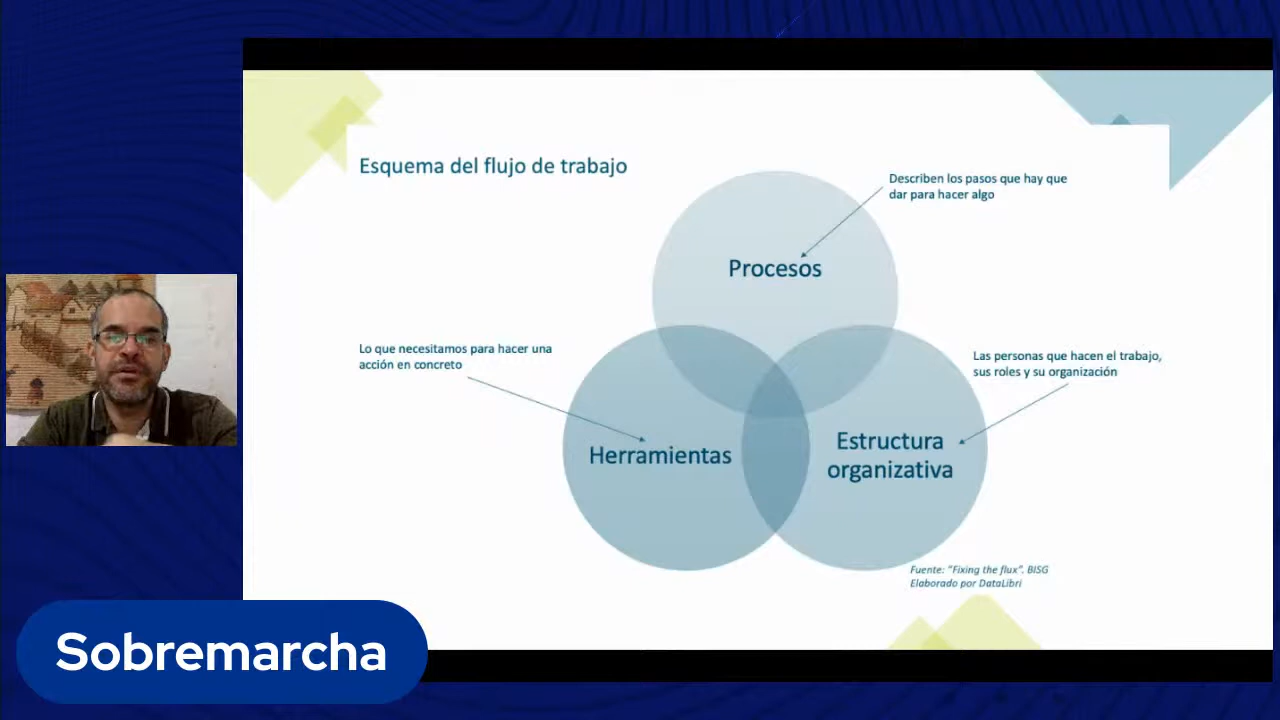 Esquema del flujo de trabajo
Describen los pasos que hay que
dar para hacer algo
Procesos
Lo que necesitamos para hacer una
acción en concreto
Las personas que hacen el trabajo,
sus roles y su organización
Herramientas
Estructura
organizativa
Fuente: “Fixing the flux”. BISG
Elaborado por DataLibri
Sobremarcha